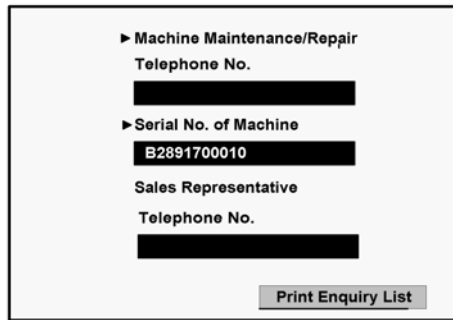 ►Machine Maintenance/Repair
Telephone No.
►Serial No. of Machine
B2891700010
Sales Representative
Telephone No.
Print Enquiry List